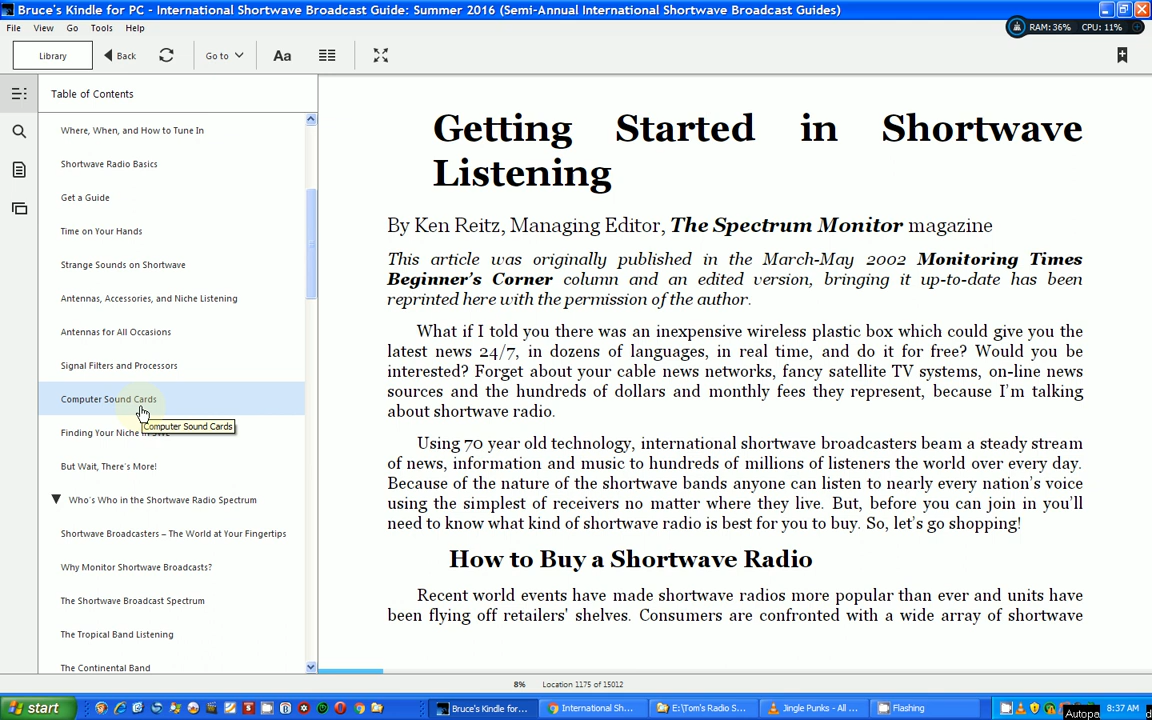 Bruce's Kindle for PC - International Shortwave Broadcast Guide: Summer 2016 (Semi-Annual International Shortwave Broadcast Guides)
File View Go Tools Help
RAM: 36% CPU: 11%
Library Back Go to Aa
Table of Contents
Where, When, and How to Tune In
Shortwave Radio Basics
Get a Guide
Time on Your Hands
Strange Sounds on Shortwave
Antennas, Accessories, and Niche Listening
Antennas for All Occasions
Signal Filters and Processors
Computer Sound Cards
Computer Sound Cards
Finding Your Niche in SWL
But Wait, There's More!
Who's Who in the Shortwave Radio Spectrum
Shortwave Broadcasters – The World at Your Fingertips
Why Monitor Shortwave Broadcasts?
The Shortwave Broadcast Spectrum
The Tropical Band Listening
The Continental Band
Getting Started in Shortwave
Listening
By Ken Reitz, Managing Editor, The Spectrum Monitor magazine
This article was originally published in the March-May 2002 Monitoring Times
Beginner's Corner column and an edited version, bringing it up-to-date has been
reprinted here with the permission of the author.
What if I told you there was an inexpensive wireless plastic box which could give you the
latest news 24/7, in dozens of languages, in real time, and do it for free? Would you be
interested? Forget about your cable news networks, fancy satellite TV systems, on-line news
sources and the hundreds of dollars and monthly fees they represent, because I'm talking
about shortwave radio.
Using 70 year old technology, international shortwave broadcasters beam a steady stream
of news, information and music to hundreds of millions of listeners the world over every day.
Because of the nature of the shortwave bands anyone can listen to nearly every nation's voice
using the simplest of receivers no matter where they live. But, before you can join in you'll
need to know what kind of shortwave radio is best for you to buy. So, let's go shopping!
How to Buy a Shortwave Radio
Recent world events have made shortwave radios more popular than ever and units have
been flying off retailers' shelves. Consumers are confronted with a wide array of shortwave
8% Location 1175 of 15012
start Bruce's Kindle for... International Sh... E:\Tom's Radio S... Jingle Punks - All ... Flashing 8:37 AM
Autopa